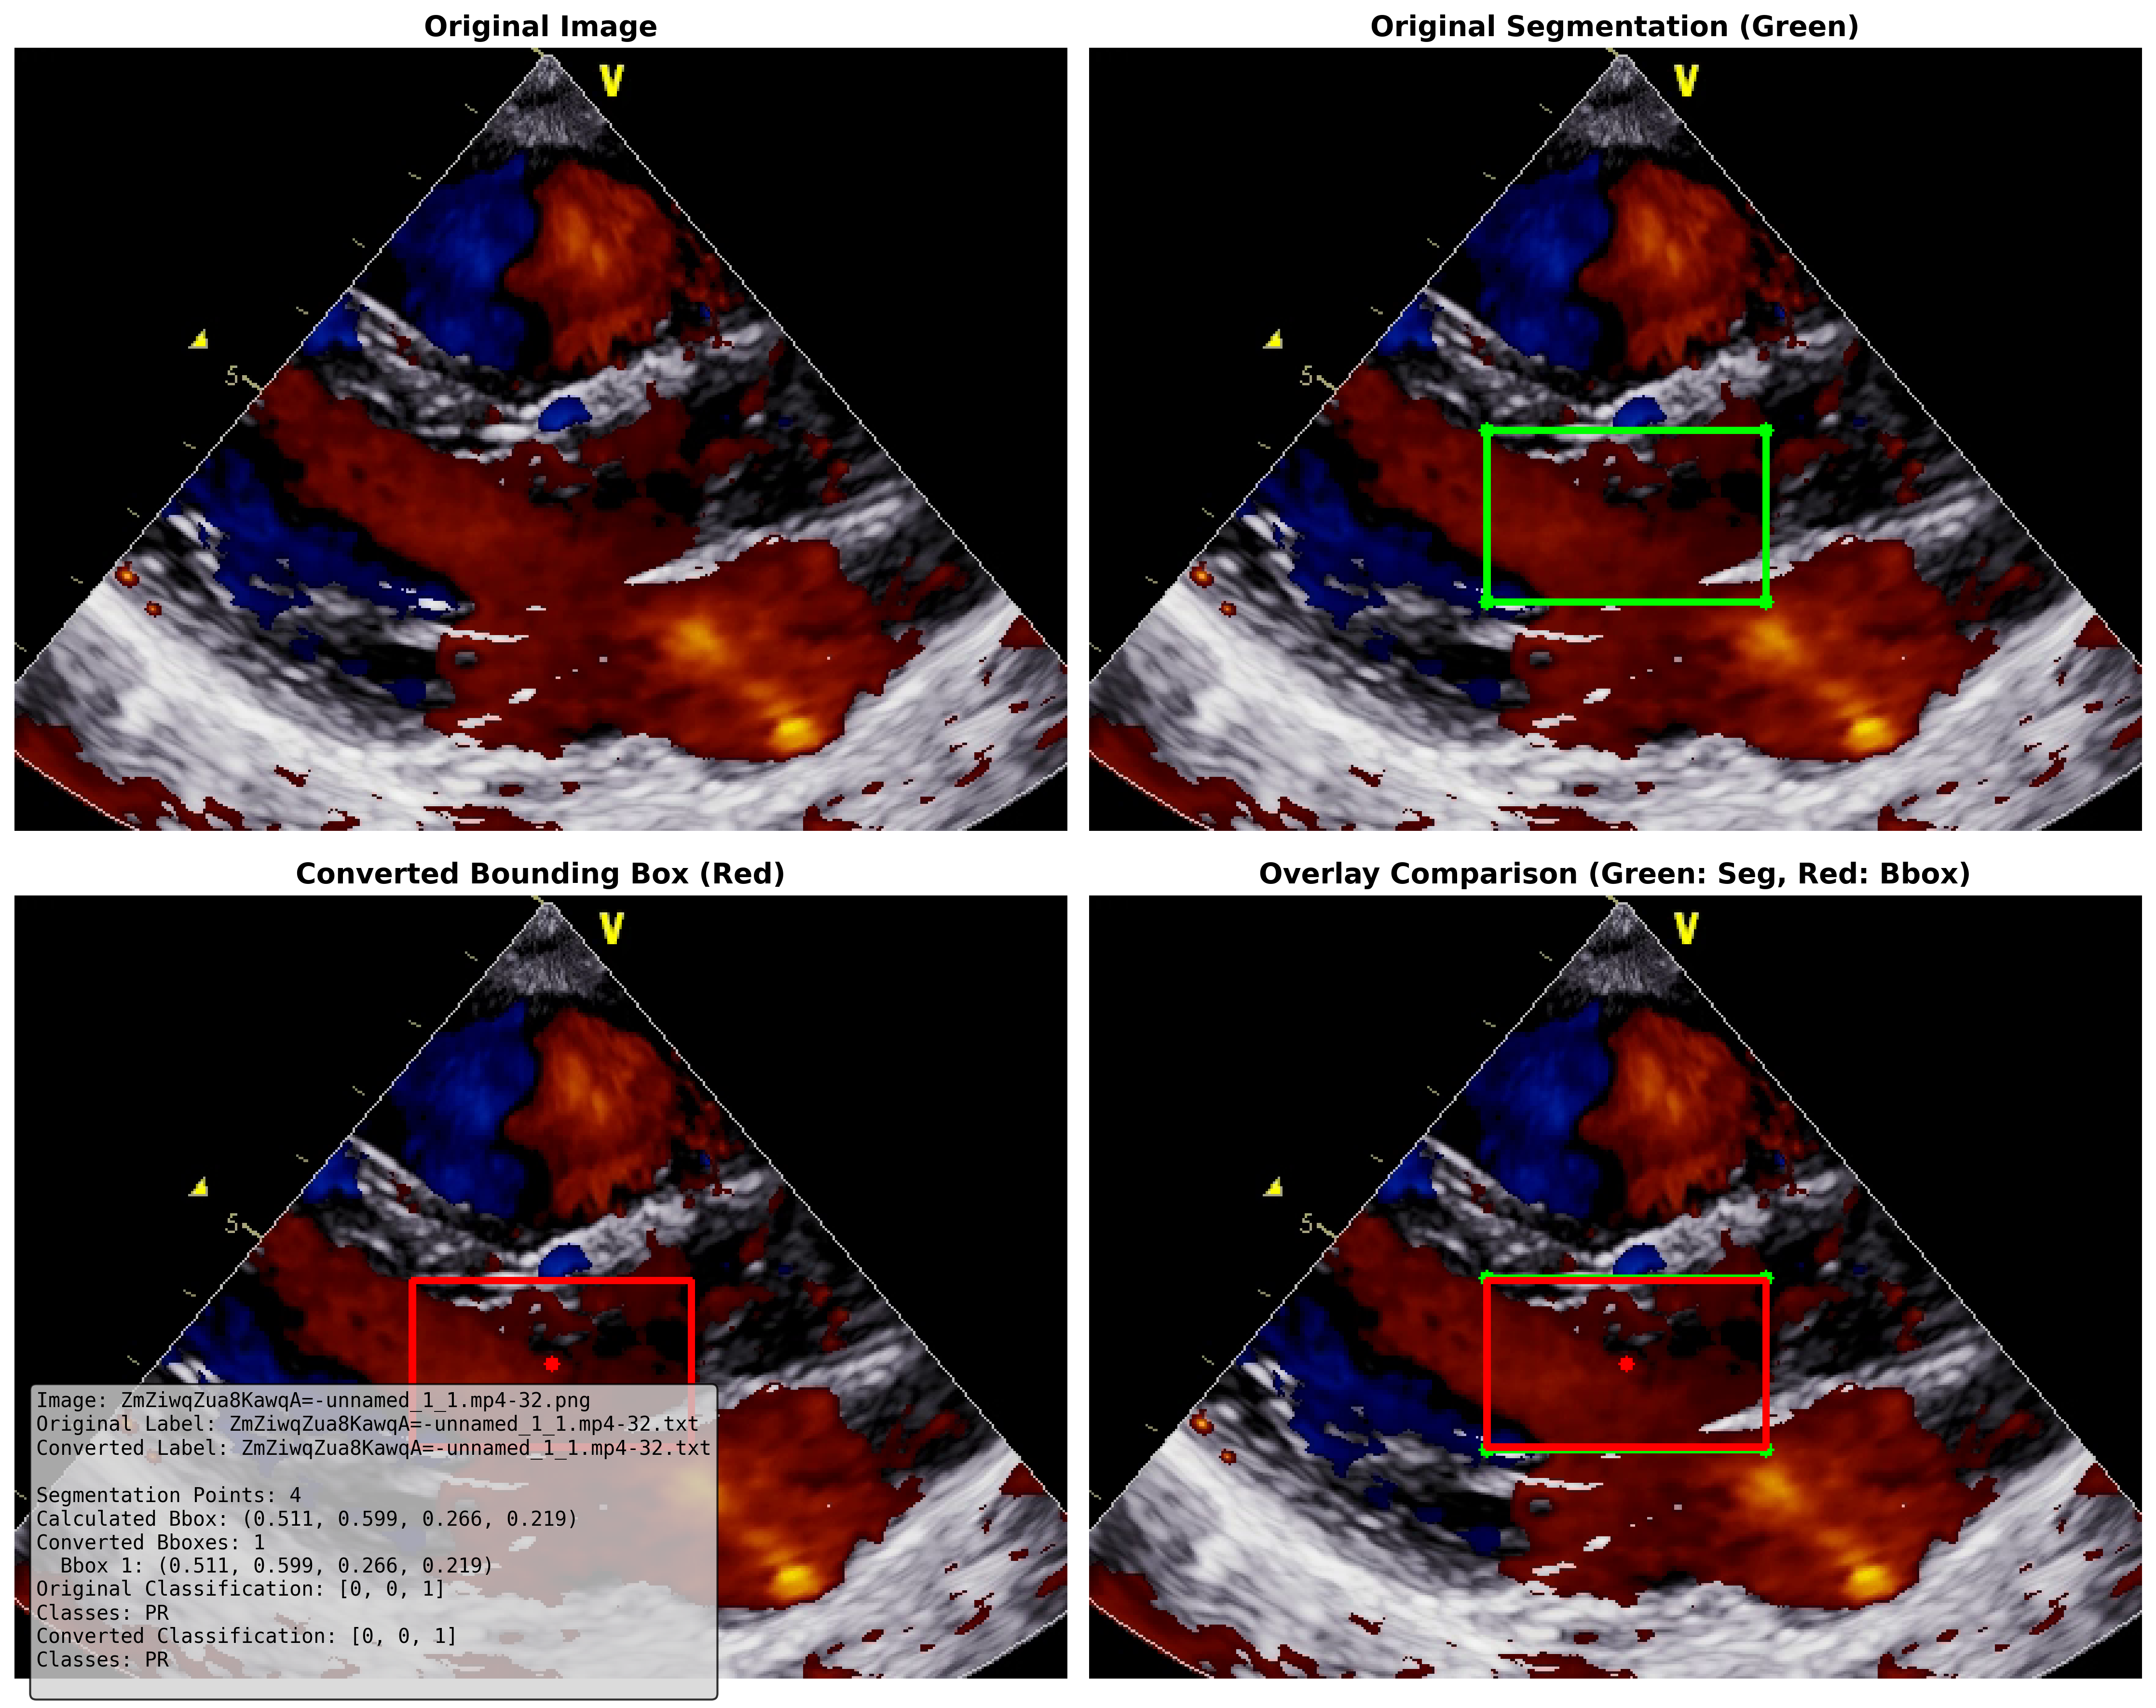 Original Image
Original Segmentation (Green)
V
5
V
5
Converted Bounding Box (Red)
Overlay Comparison (Green: Seg, Red: Bbox)
V
5
V
5
Image: ZmZiwqZua8KawqA=-unnamed_1_1.mp4-32.png
Original Label: ZmZiwqZua8KawqA=-unnamed_1_1.mp4-32.txt
Converted Label: ZmZiwqZua8KawqA=-unnamed_1_1.mp4-32.txt
Segmentation Points: 4
Calculated Bbox: (0.511, 0.599, 0.266, 0.219)
Converted Bboxes: 1
Bbox 1: (0.511, 0.599, 0.266, 0.219)
Original Classification: [0, 0, 1]
Classes: PR
Converted Classification: [0, 0, 1]
Classes: PR